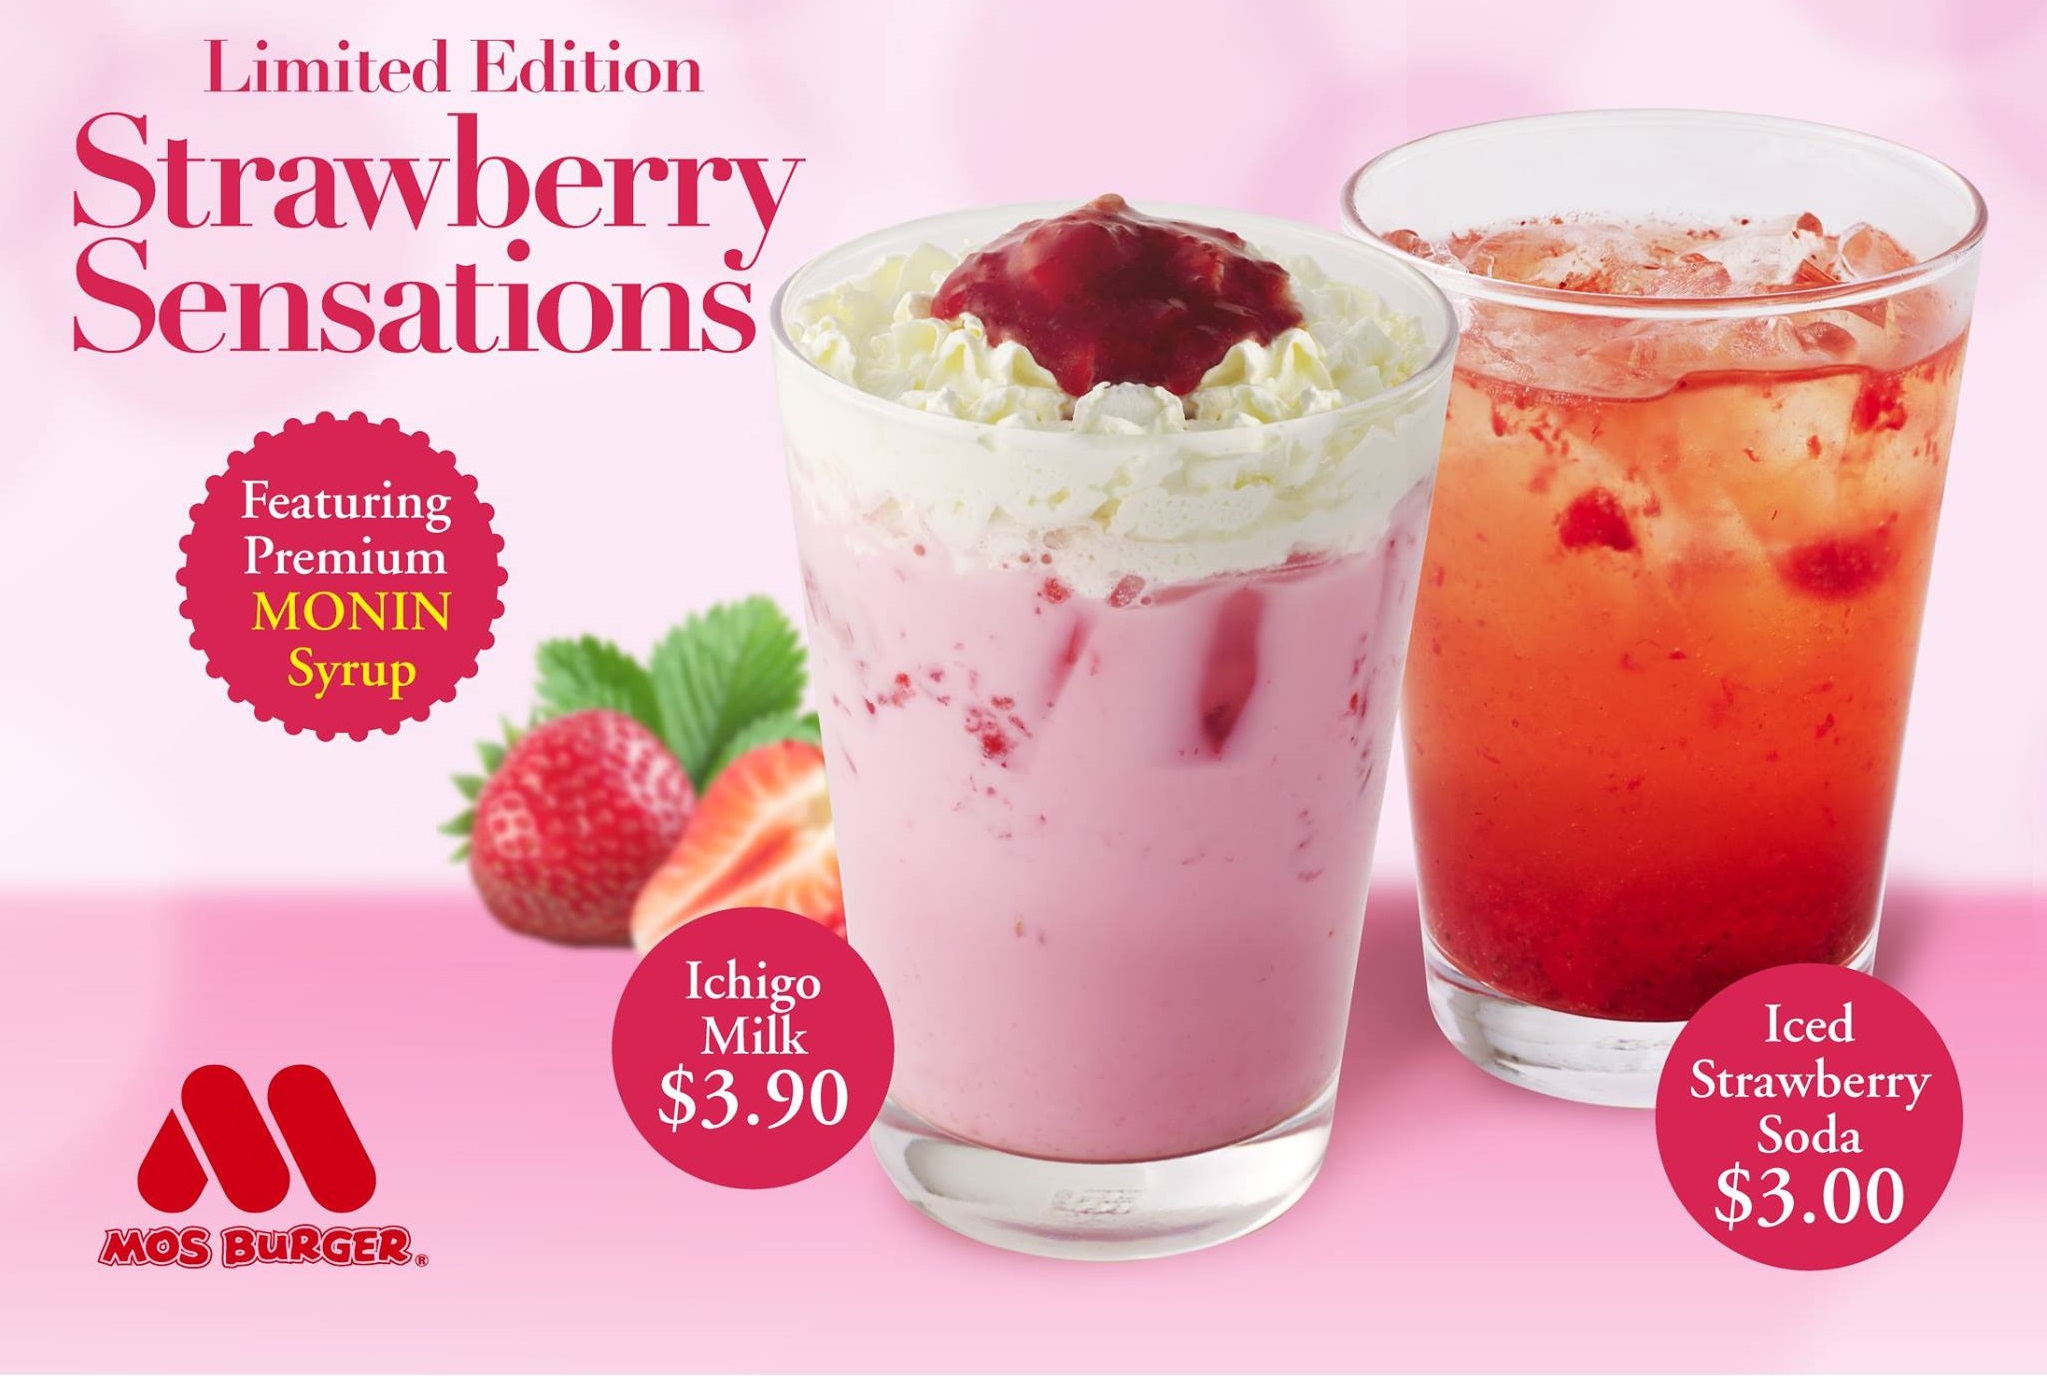 Limited Edition
Strawberry
Sensations
Featuring
Premium
MONIN
Syrup
Ichigo
Milk
$3.90
Iced
Strawberry
Soda
$3.00
MOS BURGER®